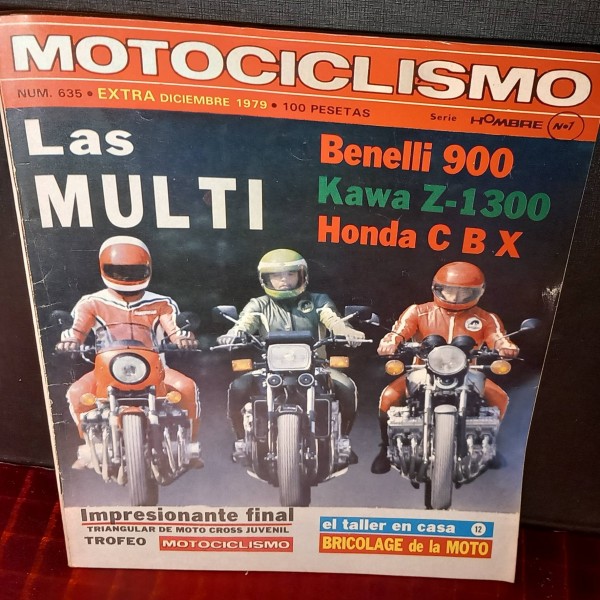 MOTOCICLISMO
NUM. 635 • EXTRA DICIEMBRE 1979 • 100 PESETAS
Serie HOMBRE Nº1
Las
MULTI
Benelli 900
Kawa Z-1300
Honda C B X
Impresionante final
TRIANGULAR DE MOTO CROSS JUVENIL
TROFEO MOTOCICLISMO
el taller en casa 12
BRICOLAGE de la MOTO